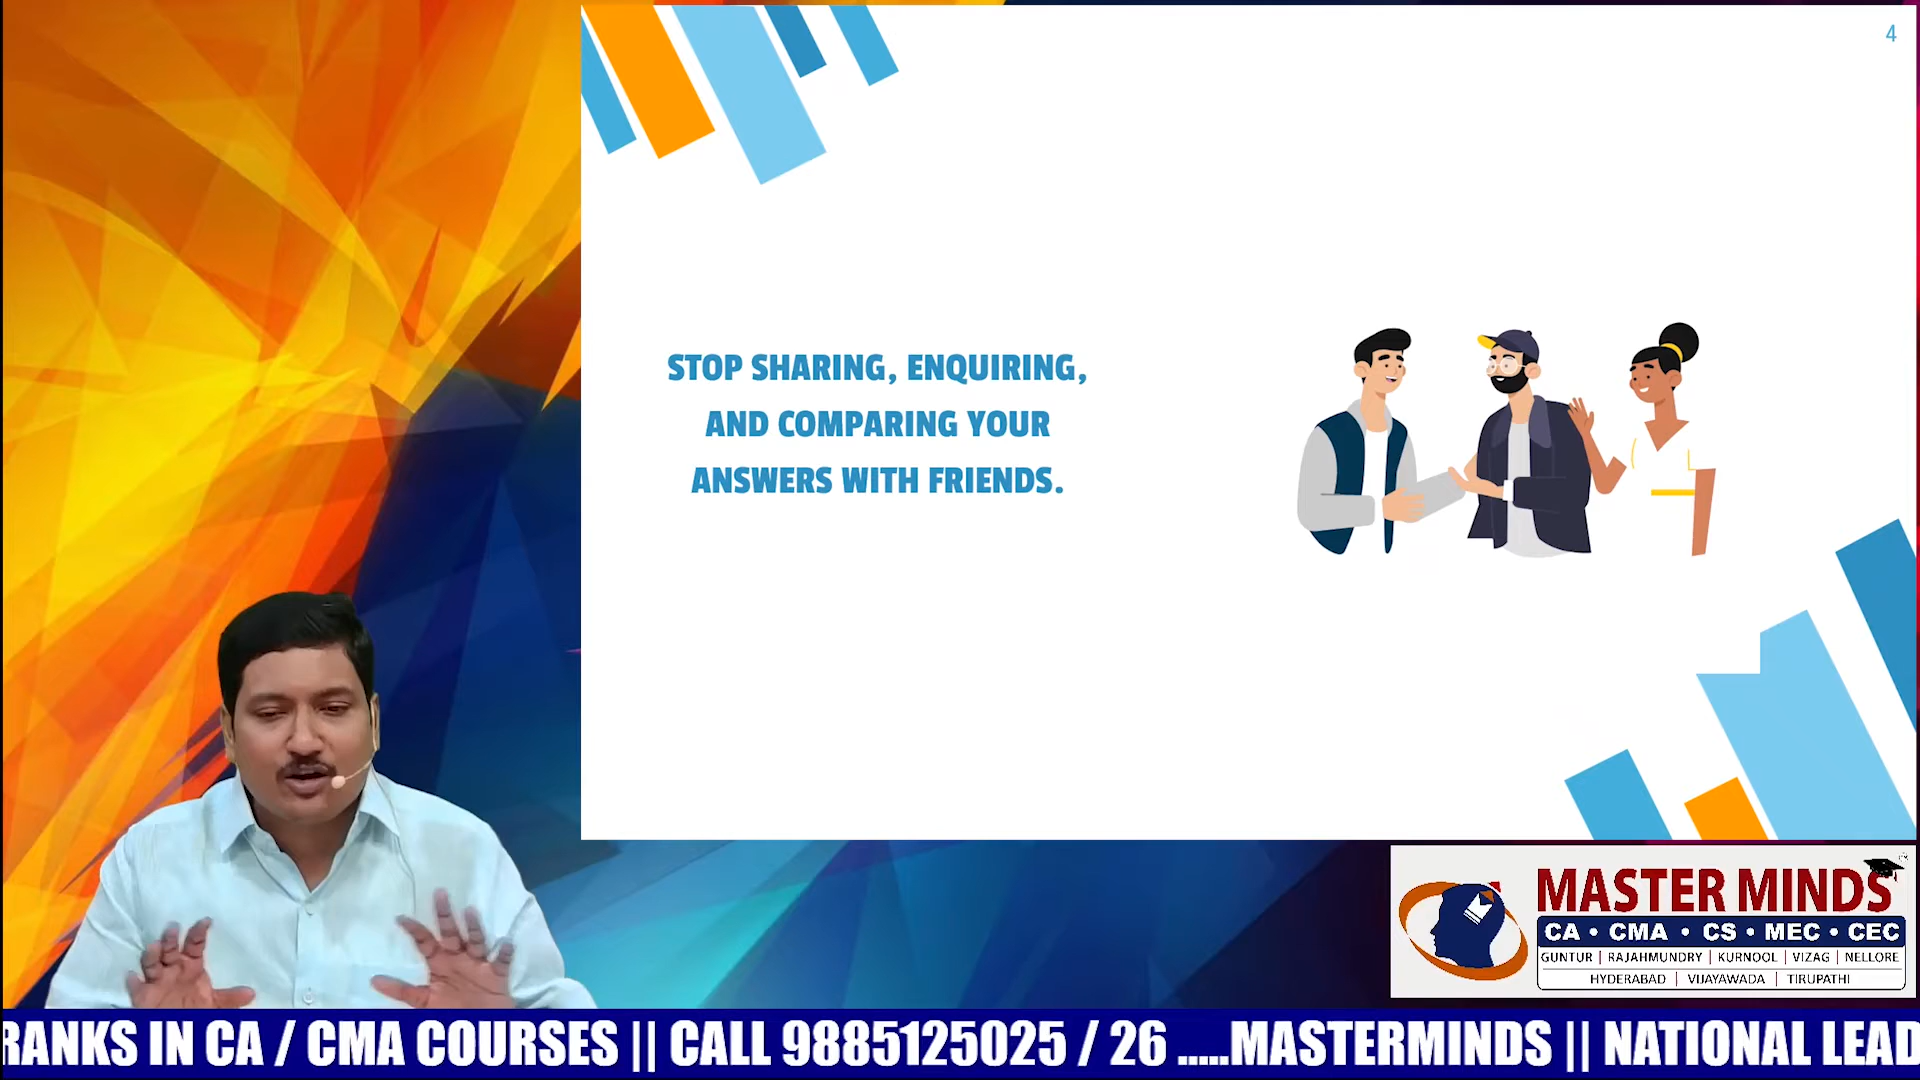 4
STOP SHARING, ENQUIRING,
AND COMPARING YOUR
ANSWERS WITH FRIENDS.
MASTER MINDS
CA • CMA • CS • MEC • CEC
GUNTUR | RAJAHMUNDRY | KURNOOL | VIZAG | NELLORE
HYDERABAD | VIJAYAWADA | TIRUPATHI
RANKS IN CA / CMA COURSES || CALL 9885125025 / 26 .....MASTERMINDS || NATIONAL LEAD